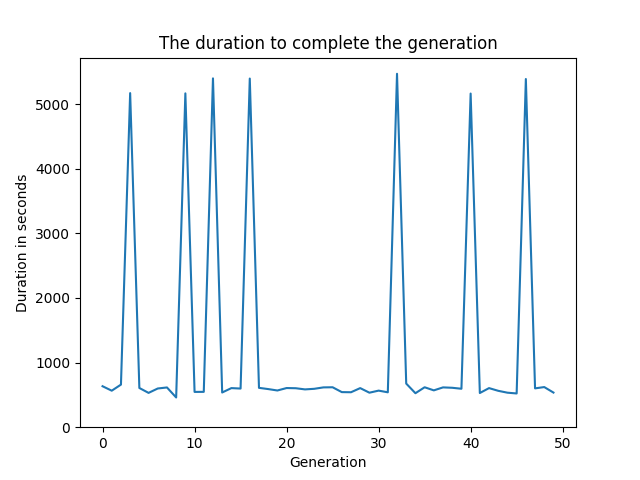 The duration to complete the generation
Duration in seconds
5000
4000
3000
2000
1000
0
0 10 20 30 40 50
Generation